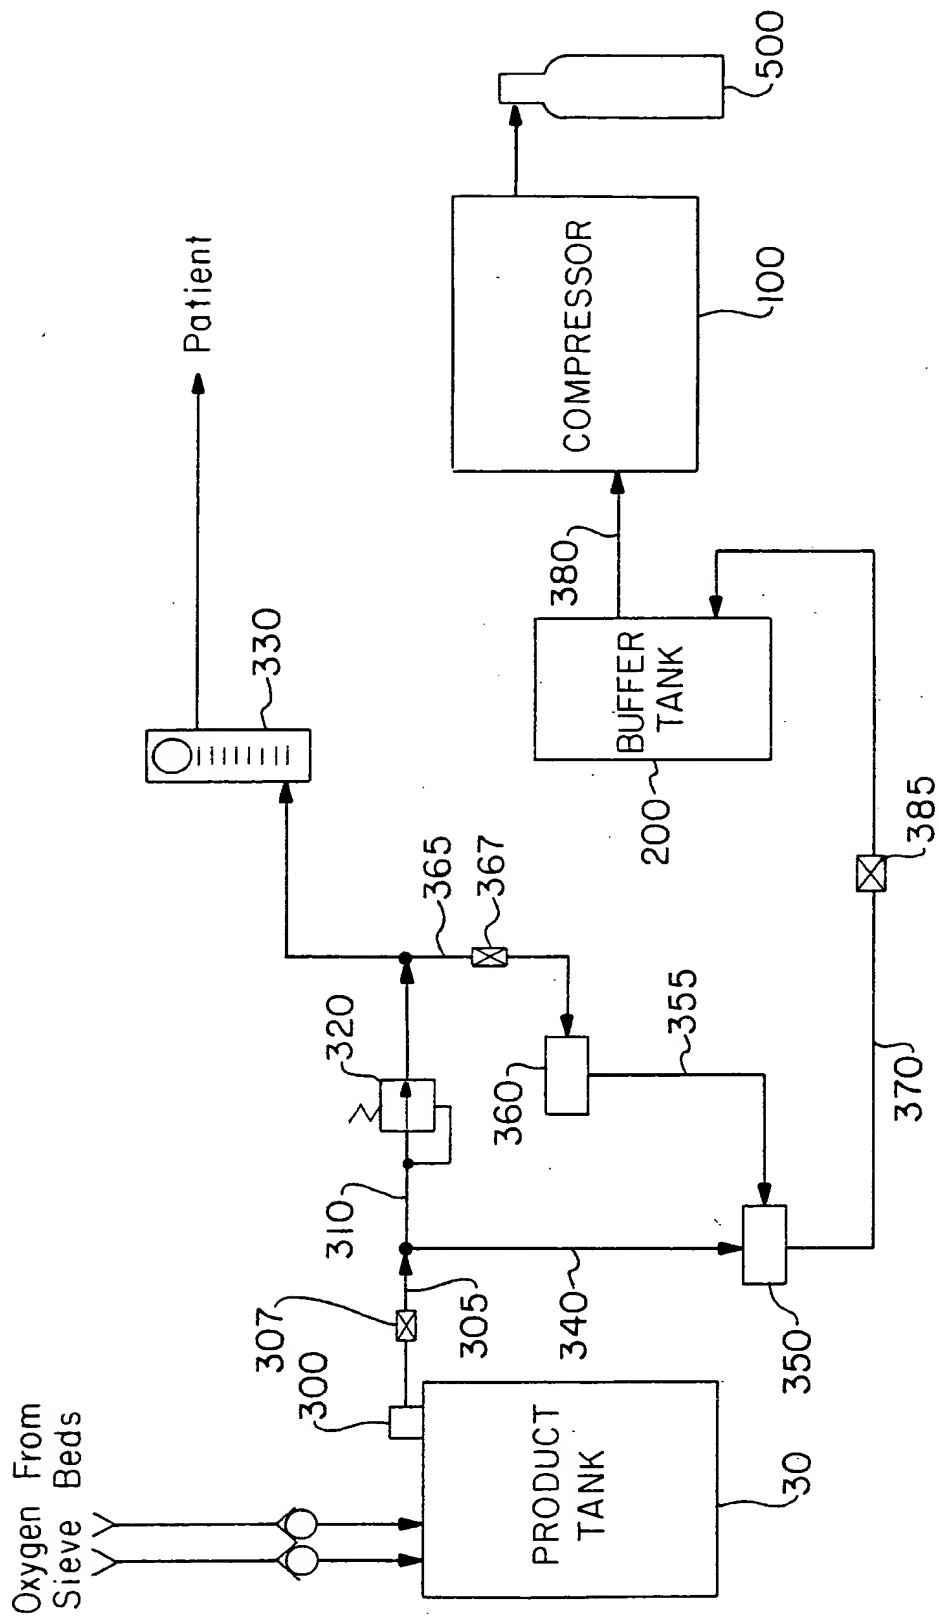 Oxygen From
Sieve Beds
Patient
330
320
310
307
300
305
365
367
360
355
340
350
370
385
PRODUCT
TANK
30
BUFFER
TANK
200
380
COMPRESSOR
100
500